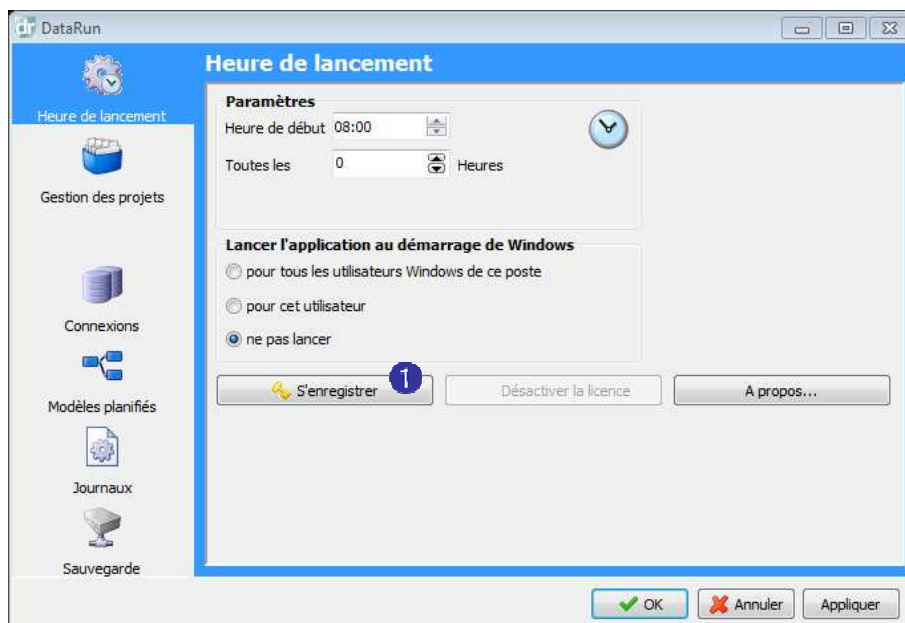 DataRun
Heure de lancement
Gestion des projets
Connexions
Modèles planifiés
Journaux
Sauvegarde
Heure de lancement
Paramètres
Heure de début 08:00
Toutes les 0 Heures
Lancer l'application au démarrage de Windows
pour tous les utilisateurs Windows de ce poste
pour cet utilisateur
ne pas lancer
S'enregistrer 1 Désactiver la licence A propos...
OK Annuler Appliquer